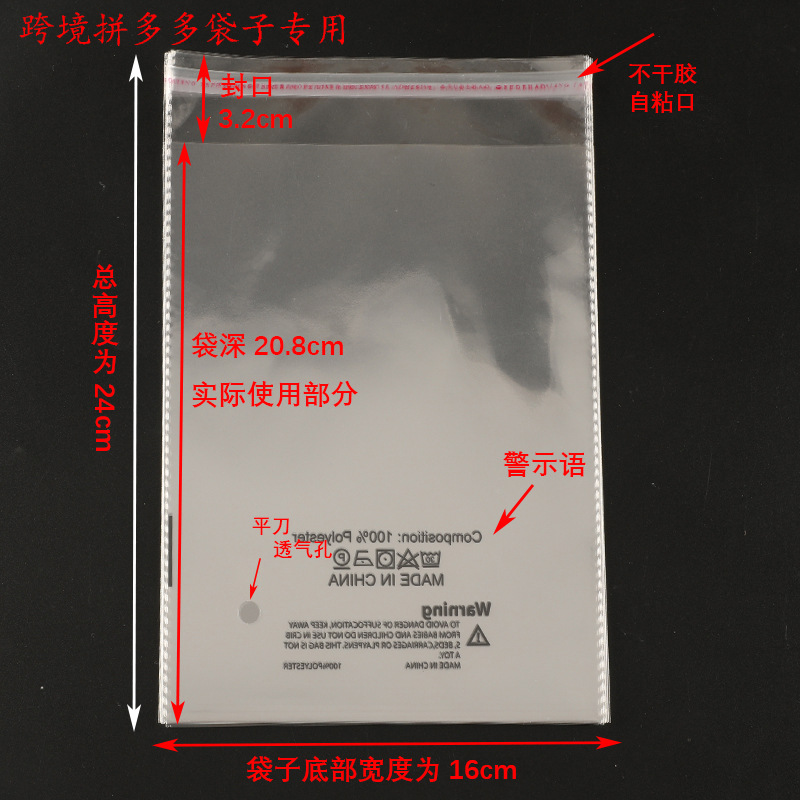 跨境拼多多袋子专用
不干胶
自粘口
封口
3.2cm
总高度为 24cm
袋深 20.8cm
实际使用部分
警示语
平刀
透气孔
Composition: 100% Polyester
30
P
MADE IN CHINA
Warning
TO AVOID DANGER OF SUFFOCATION, KEEP AWAY
FROM BABIES AND CHILDREN DO NOT USE IN CRIB
S, BEDS,CARRIAGES OR PLAYPENS. THIS BAG IS NOT
A TOY.
MADE IN CHINA 100%POLYESTER
袋子底部宽度为 16cm